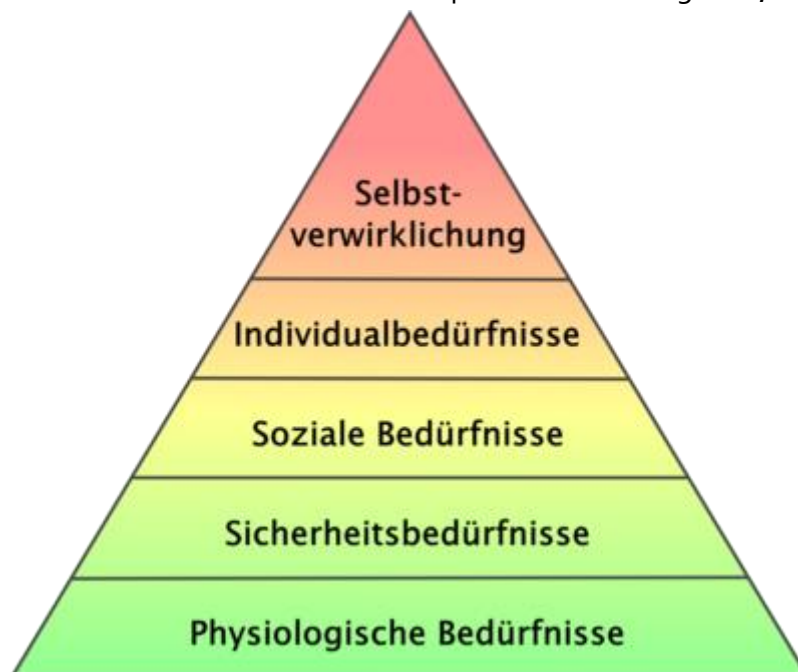 Selbst-
verwirklichung
Individualbedürfnisse
Soziale Bedürfnisse
Sicherheitsbedürfnisse
Physiologische Bedürfnisse